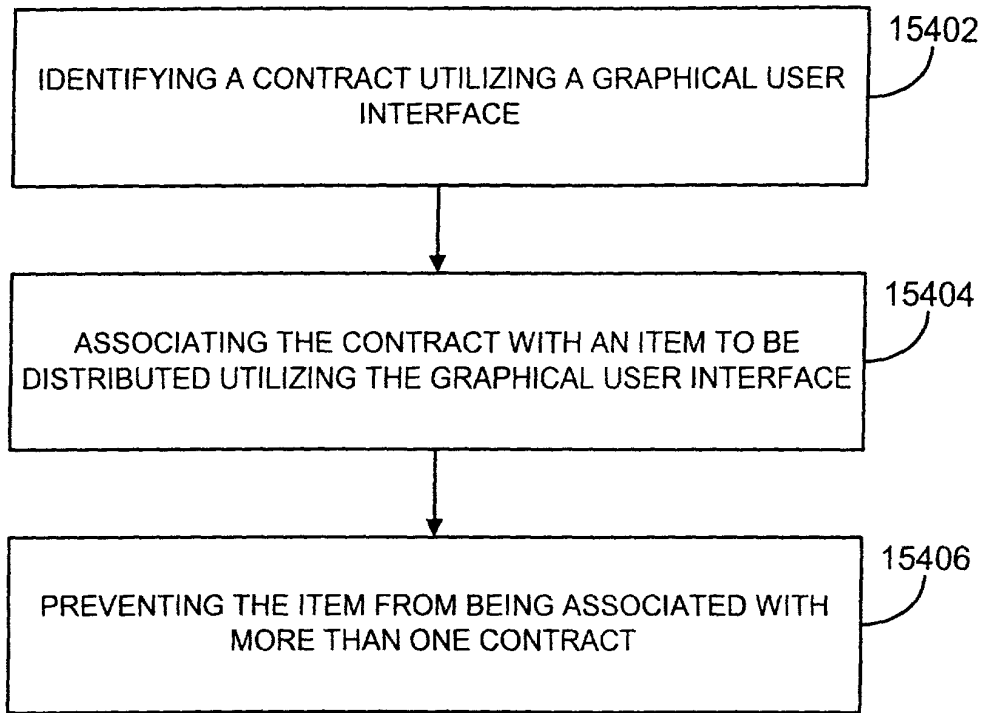 15402
IDENTIFYING A CONTRACT UTILIZING A GRAPHICAL USER
INTERFACE
15404
ASSOCIATING THE CONTRACT WITH AN ITEM TO BE
DISTRIBUTED UTILIZING THE GRAPHICAL USER INTERFACE
15406
PREVENTING THE ITEM FROM BEING ASSOCIATED WITH
MORE THAN ONE CONTRACT